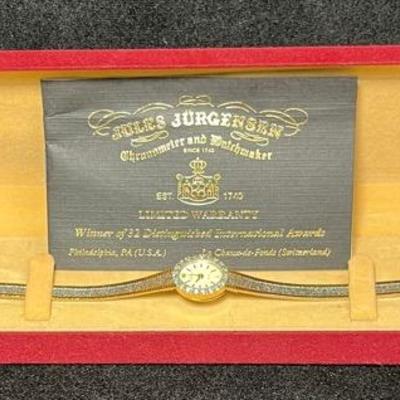 JULES JÜRGENSEN
Chronometer and Watchmaker
SINCE 1740
EST. 1740
LIMITED WARRANTY
Winner of 32 Distinguished International Awards
Philadelphia, PA (U.S.A.) La Chaux-de-Fonds (Switzerland)